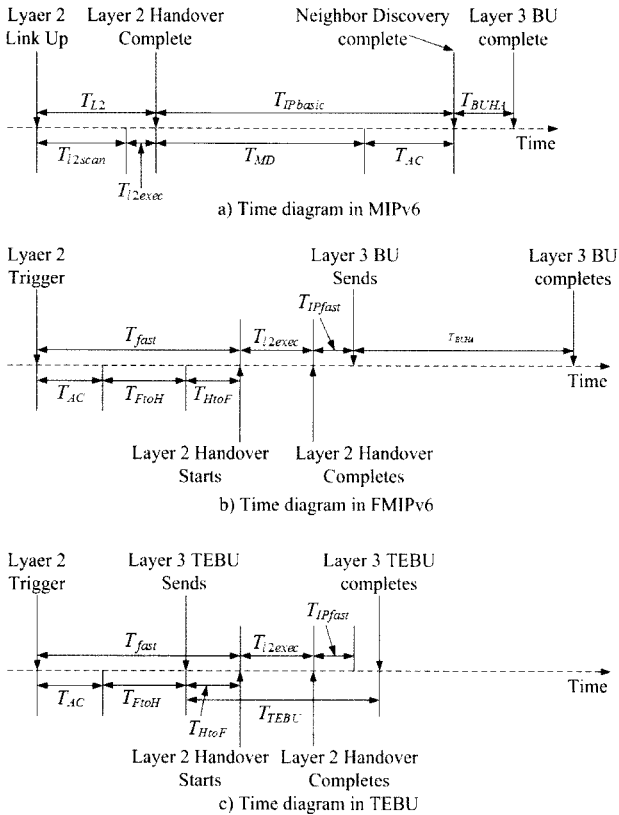 Layer 2
Link Up
Layer 2 Handover
Complete
Neighbor Discovery
complete
Layer 3 BU
complete
T_L2
T_IPbasic
T_BUHA
Time
T_l2scan
T_MD
T_AC
T_l2exec
a) Time diagram in MIPv6
Lyaer 2
Trigger
Layer 3 BU
Sends
Layer 3 BU
completes
T_IPfast
T_fast
T_l2exec
T_BUHA
Time
T_AC
T_FtoH
T_HtoF
Layer 2 Handover
Starts
Layer 2 Handover
Completes
b) Time diagram in FMIPv6
Lyaer 2
Trigger
Layer 3 TEBU
Sends
Layer 3 TEBU
completes
T_IPfast
T_fast
T_l2exec
Time
T_AC
T_FtoH
T_HtoF
T_TEBU
Layer 2 Handover
Starts
Layer 2 Handover
Completes
c) Time diagram in TEBU